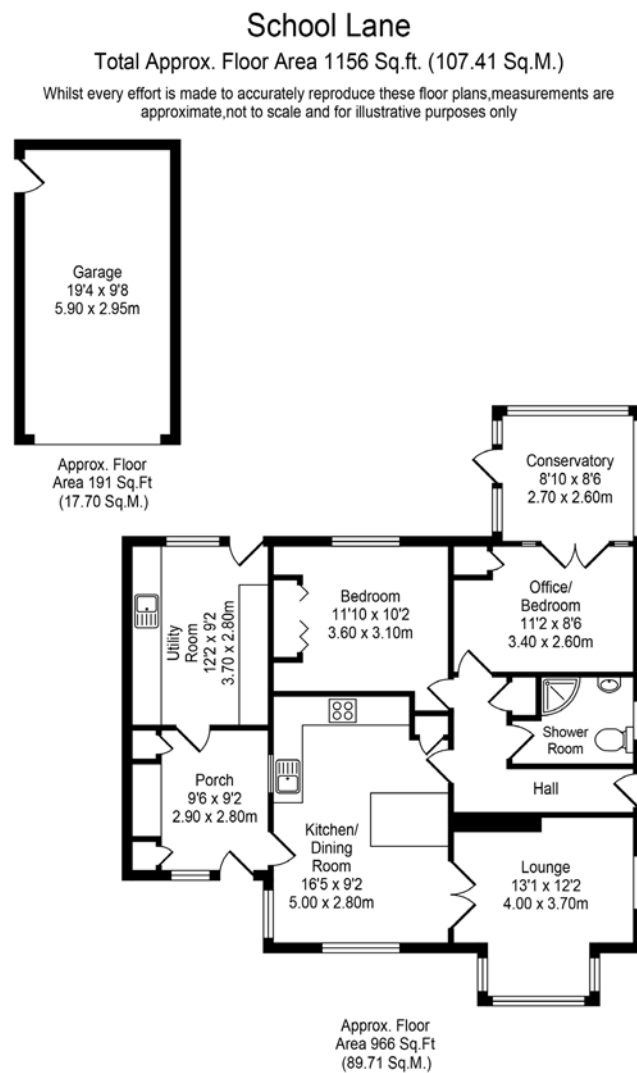 School Lane
Total Approx. Floor Area 1156 Sq.ft. (107.41 Sq.M.)
Whilst every effort is made to accurately reproduce these floor plans,measurements are
approximate,not to scale and for illustrative purposes only
Garage
19'4 x 9'8
5.90 x 2.95m
Approx. Floor
Area 191 Sq.Ft
(17.70 Sq.M.)
Conservatory
8'10 x 8'6
2.70 x 2.60m
Utility
Room
12'2 x 9'2
3.70 x 2.80m
Bedroom
11'10 x 10'2
3.60 x 3.10m
Office/
Bedroom
11'2 x 8'6
3.40 x 2.60m
Shower
Room
Hall
Porch
9'6 x 9'2
2.90 x 2.80m
Kitchen/
Dining
Room
16'5 x 9'2
5.00 x 2.80m
Lounge
13'1 x 12'2
4.00 x 3.70m
Approx. Floor
Area 966 Sq.Ft
(89.71 Sq.M.)